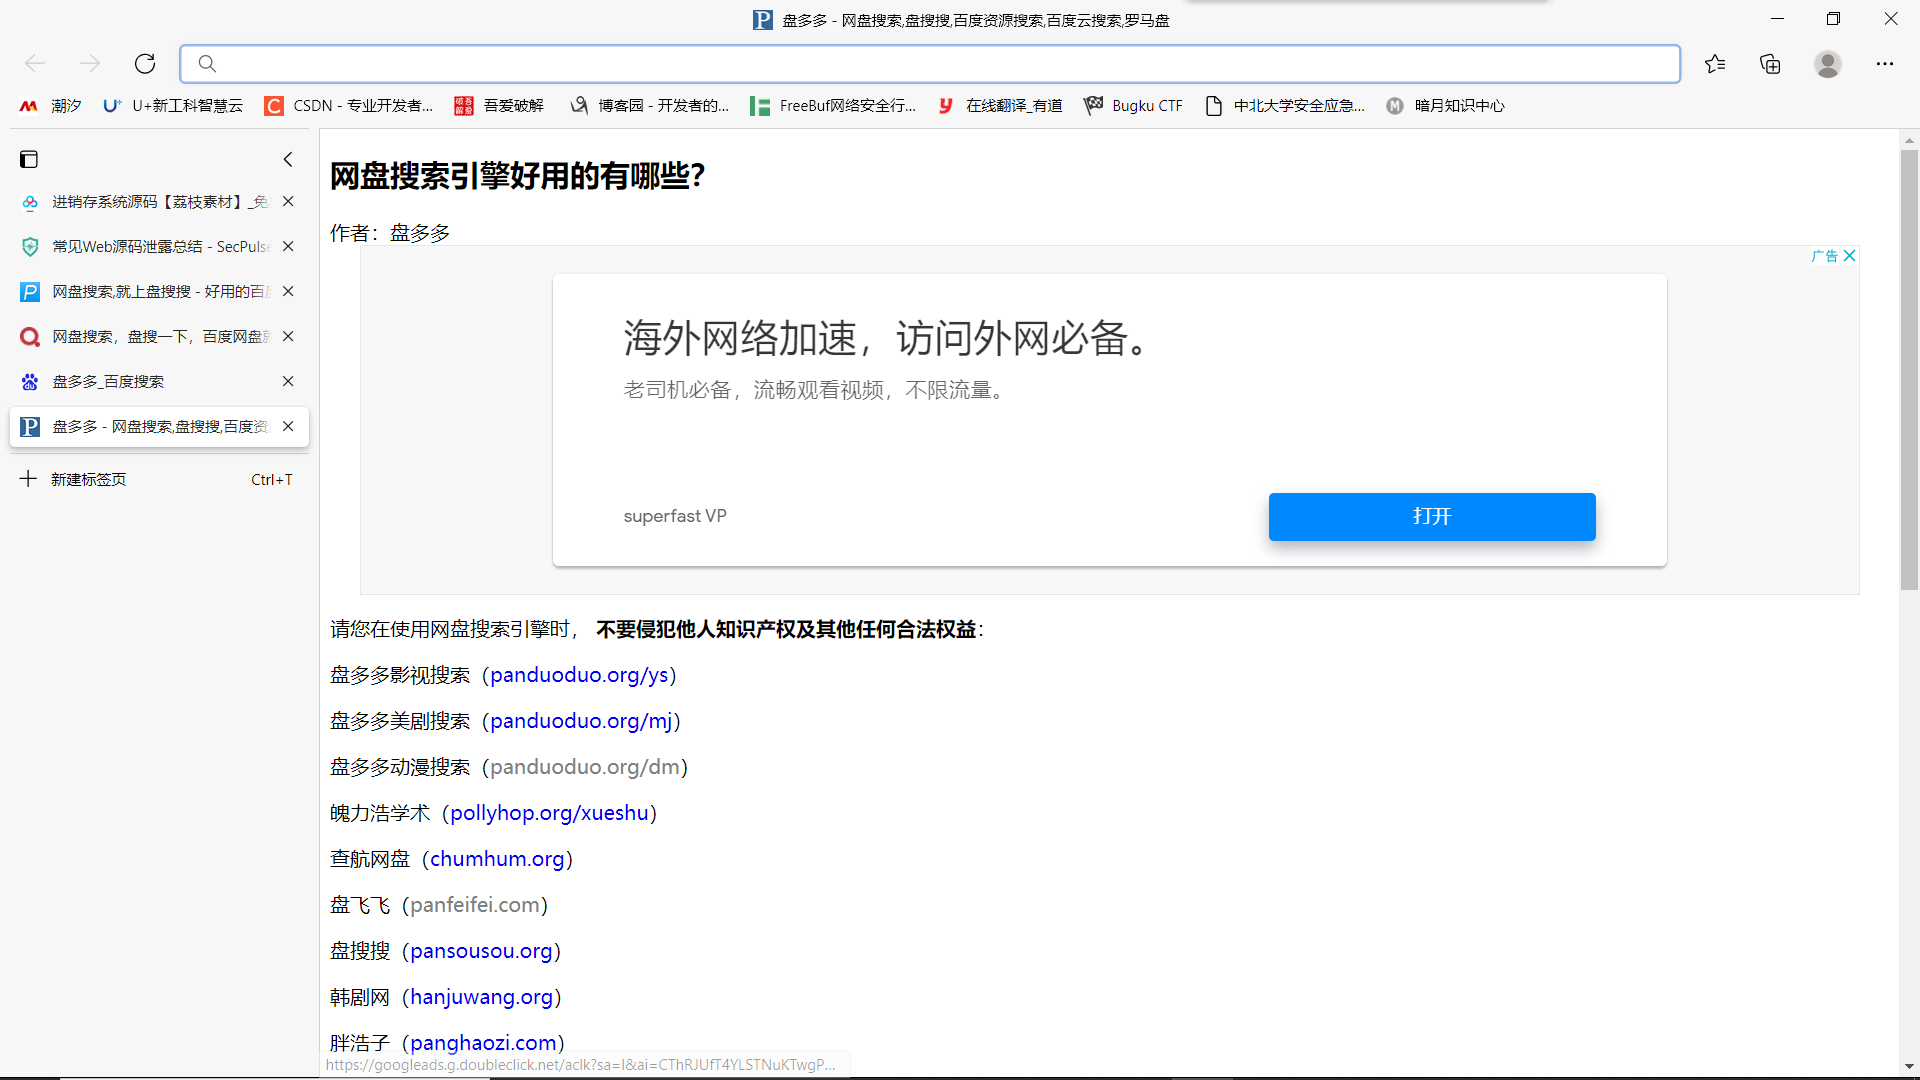 盘多多 - 网盘搜索,盘搜搜,百度资源搜索,百度云搜索,罗马盘
潮汐
U+新工科智慧云
CSDN - 专业开发者...
吾爱破解
博客园 - 开发者的...
FreeBuf网络安全行...
在线翻译_有道
Bugku CTF
中北大学安全应急...
暗月知识中心
进销存系统源码【荔枝素材】_免
常见Web源码泄露总结 - SecPulse
网盘搜索,就上盘搜搜 - 好用的百
网盘搜索，盘搜一下，百度网盘
盘多多_百度搜索
盘多多 - 网盘搜索,盘搜搜,百度资
新建标签页 Ctrl+T
网盘搜索引擎好用的有哪些?
作者：盘多多
广告
海外网络加速，访问外网必备。
老司机必备，流畅观看视频，不限流量。
superfast VP
打开
请您在使用网盘搜索引擎时， 不要侵犯他人知识产权及其他任何合法权益：
盘多多影视搜索（panduoduo.org/ys）
盘多多美剧搜索（panduoduo.org/mj）
盘多多动漫搜索（panduoduo.org/dm）
魄力浩学术（pollyhop.org/xueshu）
查航网盘（chumhum.org）
盘飞飞（panfeifei.com）
盘搜搜（pansousou.org）
韩剧网（hanjuwang.org）
胖浩子（panghaozi.com）
https://googleads.g.doubleclick.net/aclk?sa=l&ai=CThRJUfT4YLSTNuKTwgP...